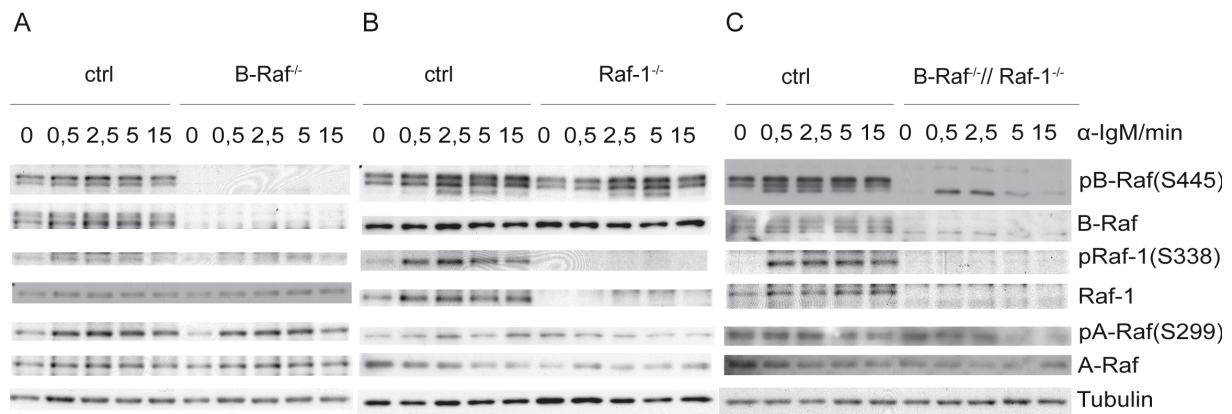 A B C
ctrl B-Raf-/- ctrl Raf-1-/- ctrl B-Raf-/-// Raf-1-/-
0 0,5 2,5 5 15 0 0,5 2,5 5 15 0 0,5 2,5 5 15 0 0,5 2,5 5 15 0 0,5 2,5 5 15 0 0,5 2,5 5 15 α-IgM/min
pB-Raf(S445)
B-Raf
pRaf-1(S338)
Raf-1
pA-Raf(S299)
A-Raf
Tubulin